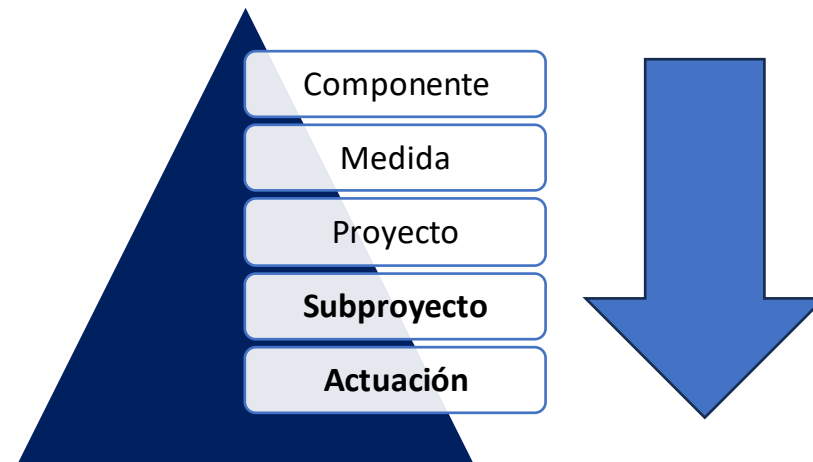 Componente
Medida
Proyecto
Subproyecto
Actuación